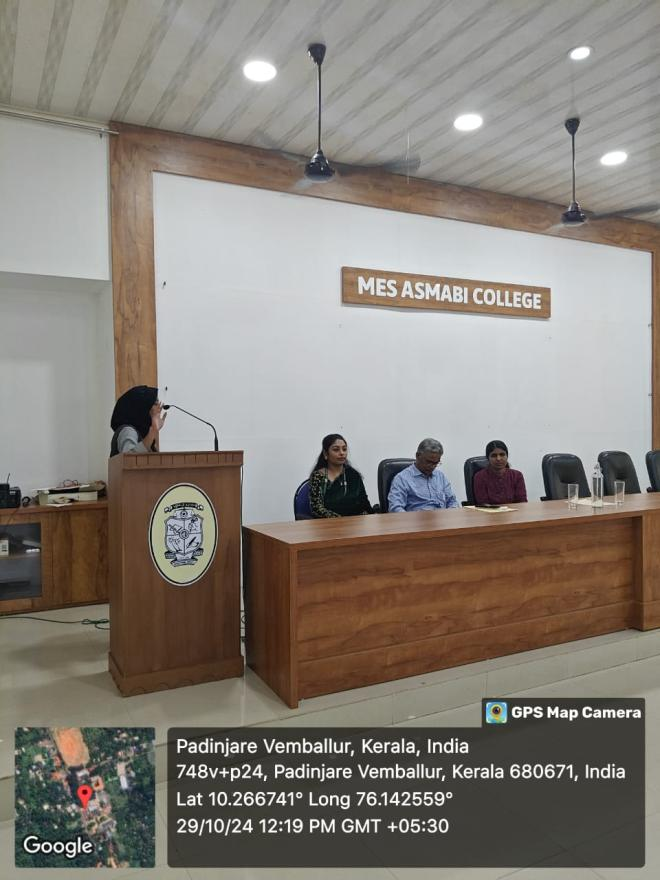 MES ASMABI COLLEGE
GPS Map Camera
Padinjare Vemballur, Kerala, India
748v+p24, Padinjare Vemballur, Kerala 680671, India
Lat 10.266741° Long 76.142559°
29/10/24 12:19 PM GMT +05:30
Google